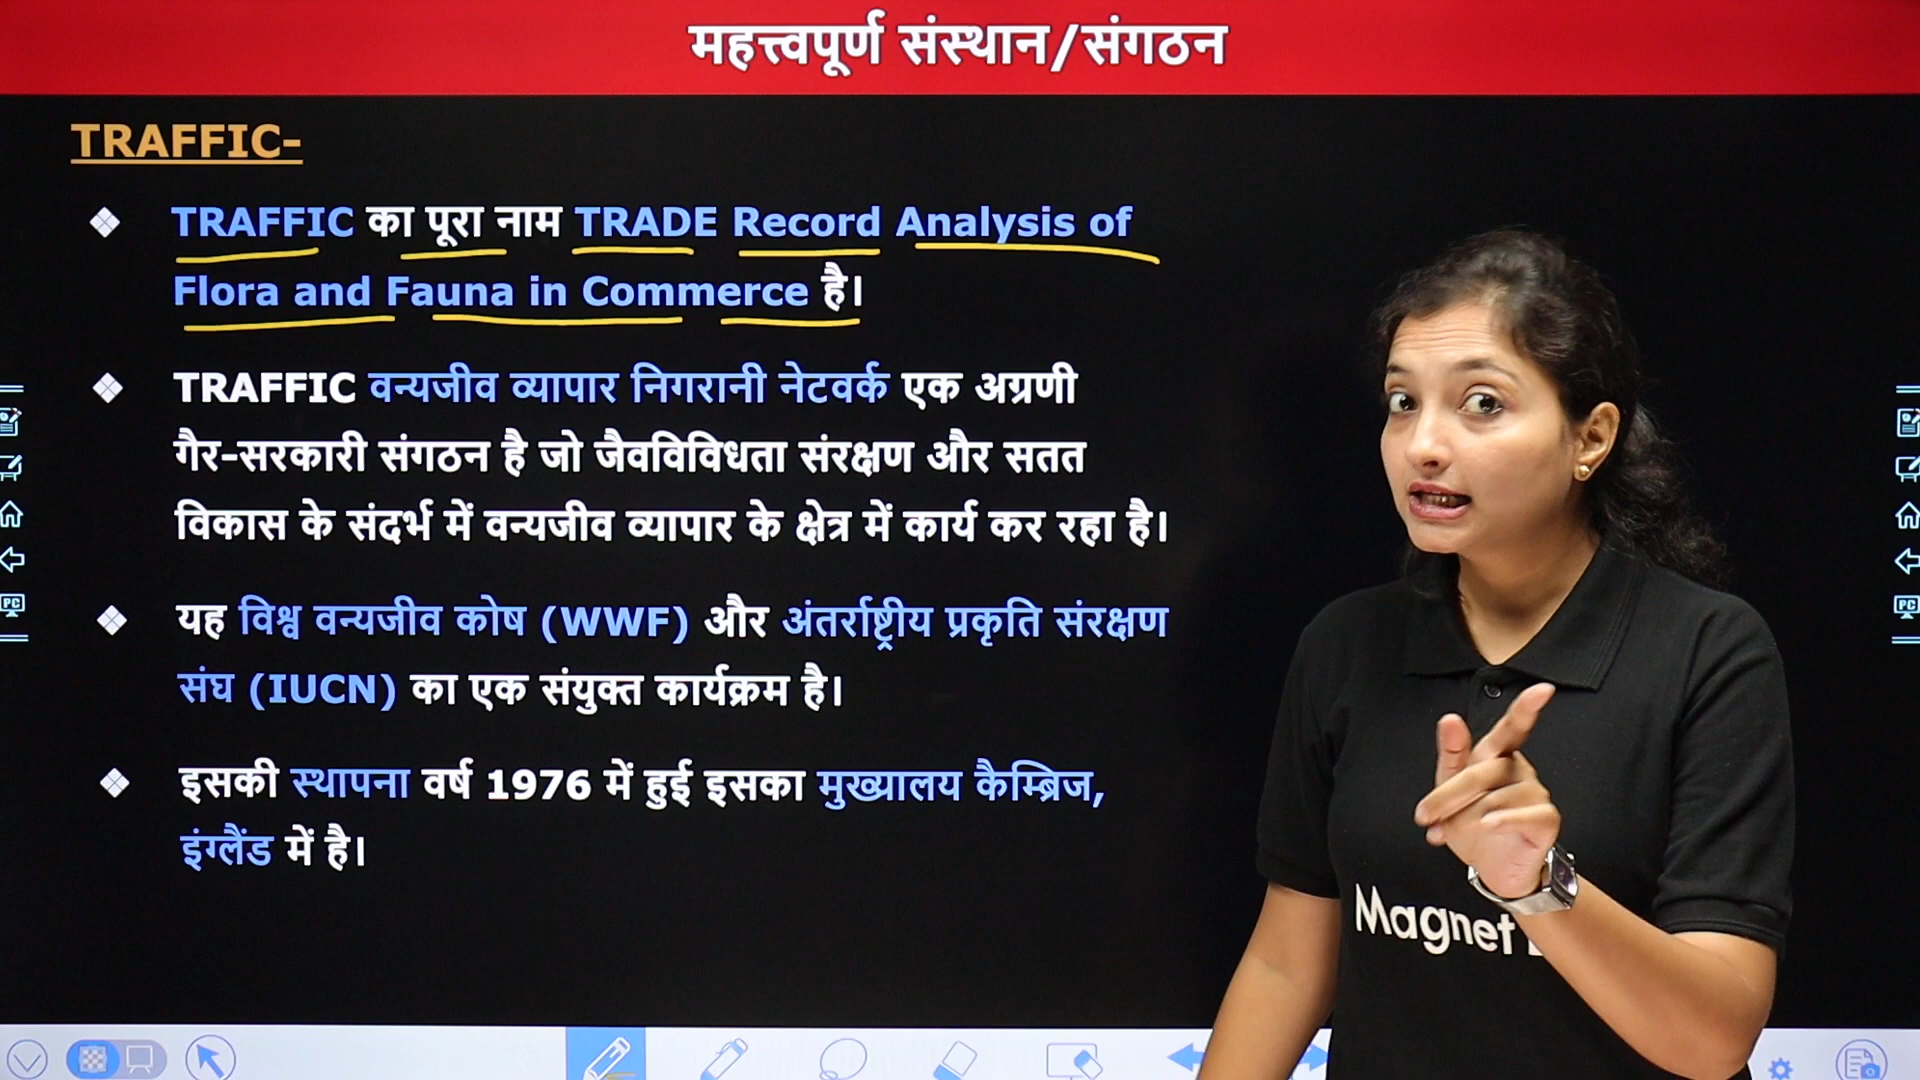 महत्त्वपूर्ण संस्थान/संगठन
TRAFFIC-
TRAFFIC का पूरा नाम TRADE Record Analysis of
Flora and Fauna in Commerce है।
TRAFFIC वन्यजीव व्यापार निगरानी नेटवर्क एक अग्रणी
गैर-सरकारी संगठन है जो जैवविविधता संरक्षण और सतत
विकास के संदर्भ में वन्यजीव व्यापार के क्षेत्र में कार्य कर रहा है।
यह विश्व वन्यजीव कोष (WWF) और अंतर्राष्ट्रीय प्रकृति संरक्षण
संघ (IUCN) का एक संयुक्त कार्यक्रम है।
इसकी स्थापना वर्ष 1976 में हुई इसका मुख्यालय कैम्ब्रिज,
इंग्लैंड में है।
PC
PC
Magnet